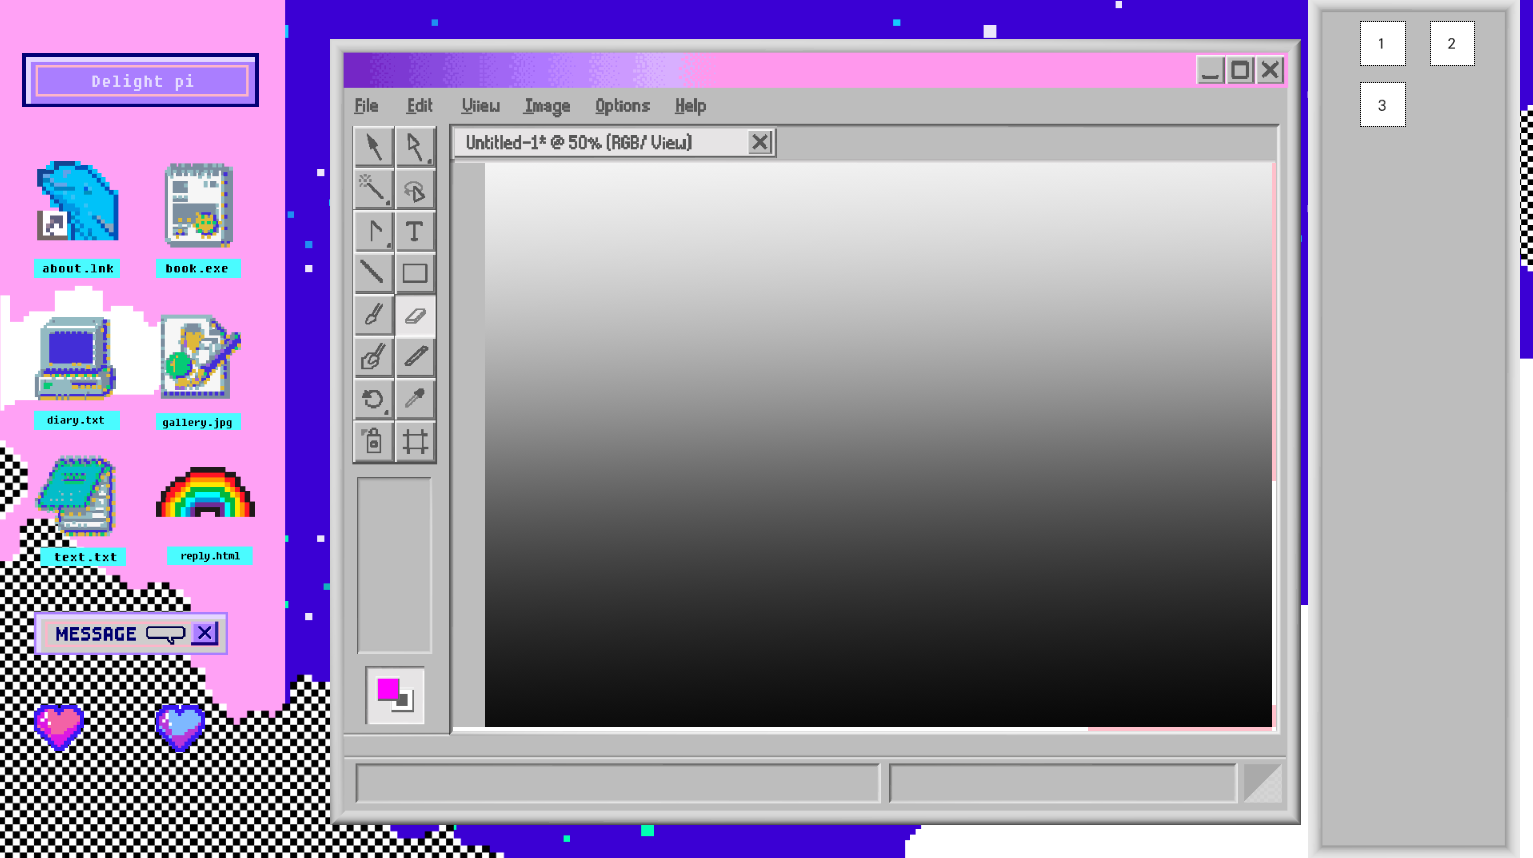 Delight pi
1
2
3
File Edit Viiew Image Options Help
Untitled-1* @ 50% (RGB/ View)
T
about.lnk
book.exe
diary.txt
gallery.jpg
text.txt
reply.html
MESSAGE